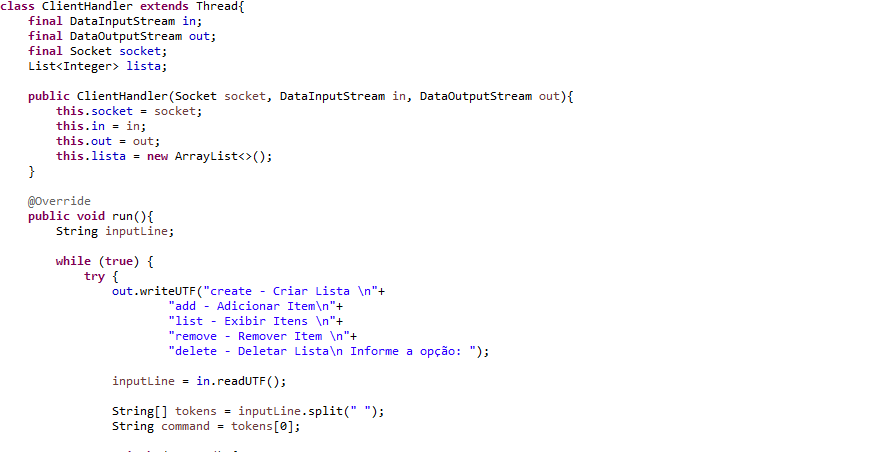 class ClientHandler extends Thread{
    final DataInputStream in;
    final DataOutputStream out;
    final Socket socket;
    List<Integer> lista;

    public ClientHandler(Socket socket, DataInputStream in, DataOutputStream out){
        this.socket = socket;
        this.in = in;
        this.out = out;
        this.lista = new ArrayList<>();
    }

    @Override
    public void run(){
        String inputLine;

        while (true) {
            try {
                out.writeUTF("create - Criar Lista \n"+
                        "add - Adicionar Item\n"+
                        "list - Exibir Itens \n"+
                        "remove - Remover Item \n"+
                        "delete - Deletar Lista\n Informe a opção: ");

                inputLine = in.readUTF();

                String[] tokens = inputLine.split(" ");
                String command = tokens[0];